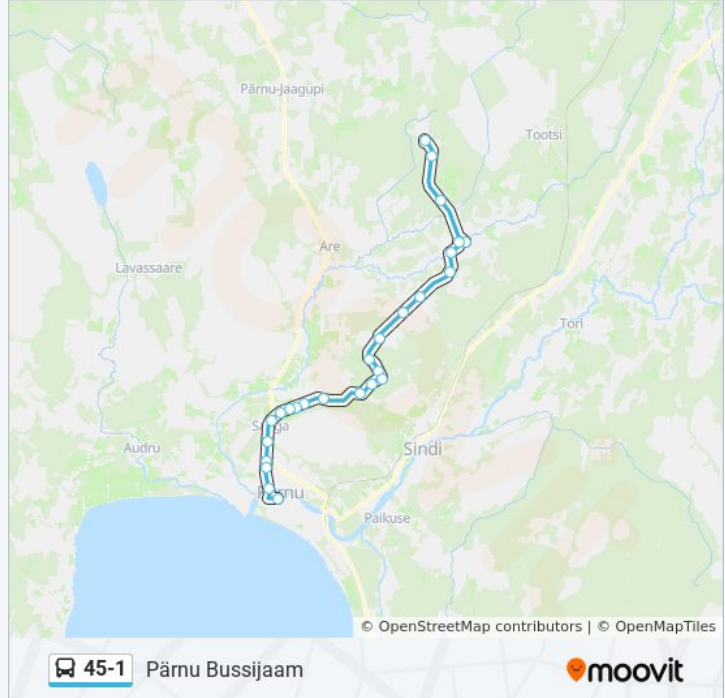 Pärnu-Jaagupi
Tootsi
Are
Lavassaare
Tori
Audru
Sindi
Paikuse
© OpenStreetMap contributors | © OpenMapTiles
45-1 Pärnu Bussijaam moovit